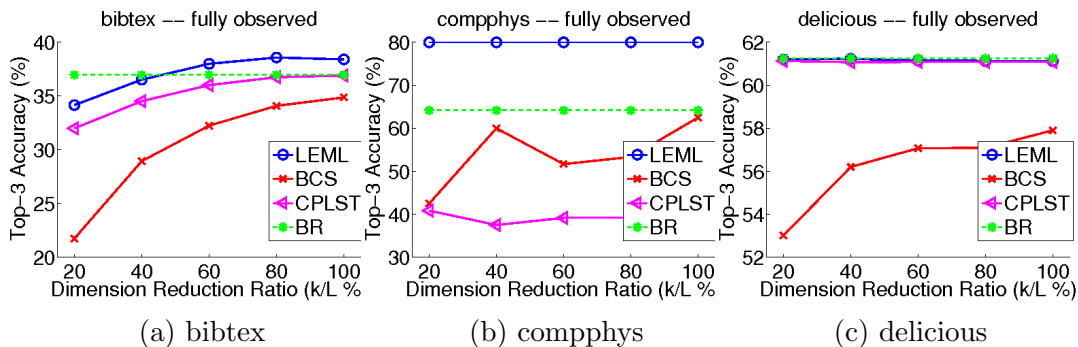 bibtex –– fully observed
Top–3 Accuracy (%)
40
35
30
25
20
20 40 60 80 100
Dimension Reduction Ratio (k/L %
LEML
BCS
CPLST
BR
(a) bibtex
compphys –– fully observed
Top–3 Accuracy (%)
80
70
60
50
40
30
20 40 60 80 100
Dimension Reduction Ratio (k/L %
LEML
BCS
CPLST
BR
(b) compphys
delicious –– fully observed
Top–3 Accuracy (%)
62
60
58
56
54
52
20 40 60 80 100
Dimension Reduction Ratio (k/L %)
LEML
BCS
CPLST
BR
(c) delicious